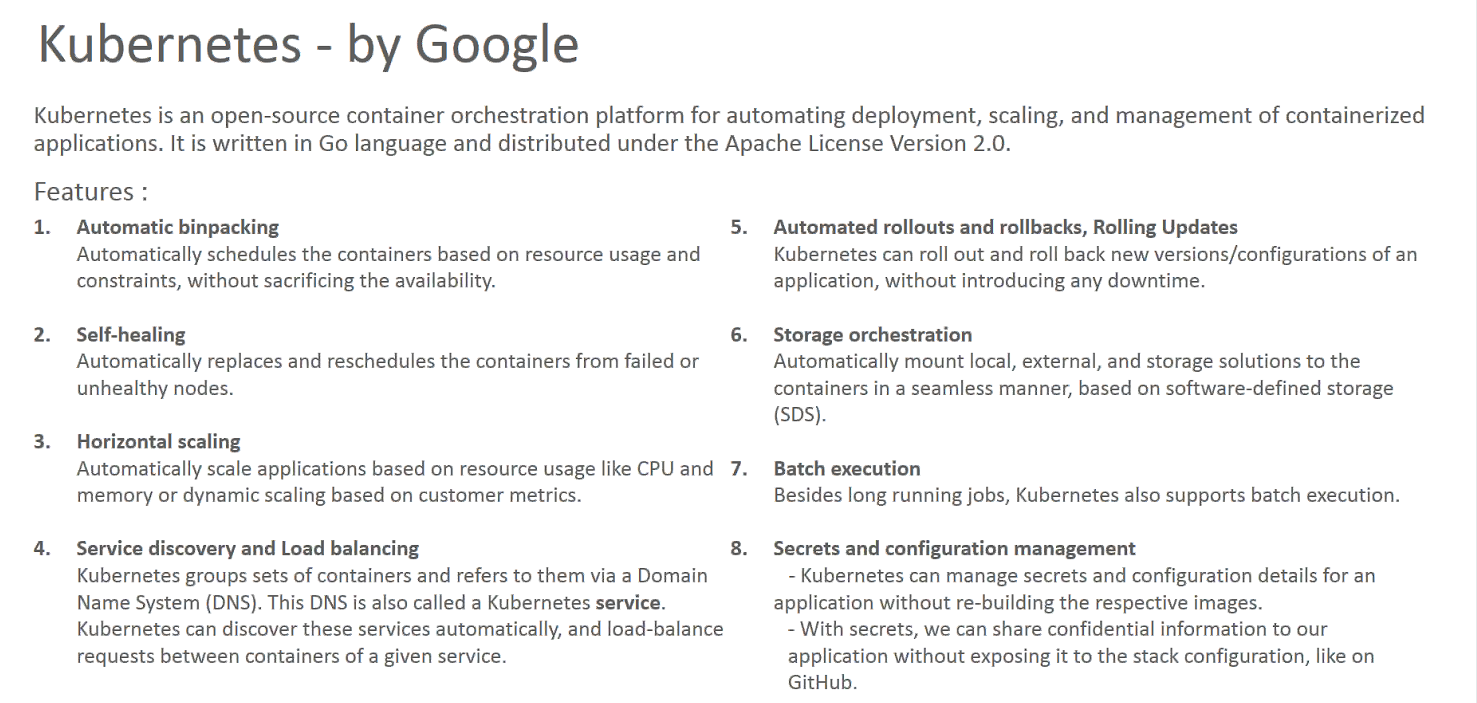 Kubernetes - by Google
Kubernetes is an open-source container orchestration platform for automating deployment, scaling, and management of containerized
applications. It is written in Go language and distributed under the Apache License Version 2.0.
Features :
1. Automatic binpacking
Automatically schedules the containers based on resource usage and
constraints, without sacrificing the availability.
2. Self-healing
Automatically replaces and reschedules the containers from failed or
unhealthy nodes.
3. Horizontal scaling
Automatically scale applications based on resource usage like CPU and
memory or dynamic scaling based on customer metrics.
4. Service discovery and Load balancing
Kubernetes groups sets of containers and refers to them via a Domain
Name System (DNS). This DNS is also called a Kubernetes service.
Kubernetes can discover these services automatically, and load-balance
requests between containers of a given service.
5. Automated rollouts and rollbacks, Rolling Updates
Kubernetes can roll out and roll back new versions/configurations of an
application, without introducing any downtime.
6. Storage orchestration
Automatically mount local, external, and storage solutions to the
containers in a seamless manner, based on software-defined storage
(SDS).
7. Batch execution
Besides long running jobs, Kubernetes also supports batch execution.
8. Secrets and configuration management
- Kubernetes can manage secrets and configuration details for an
application without re-building the respective images.
- With secrets, we can share confidential information to our
application without exposing it to the stack configuration, like on
GitHub.